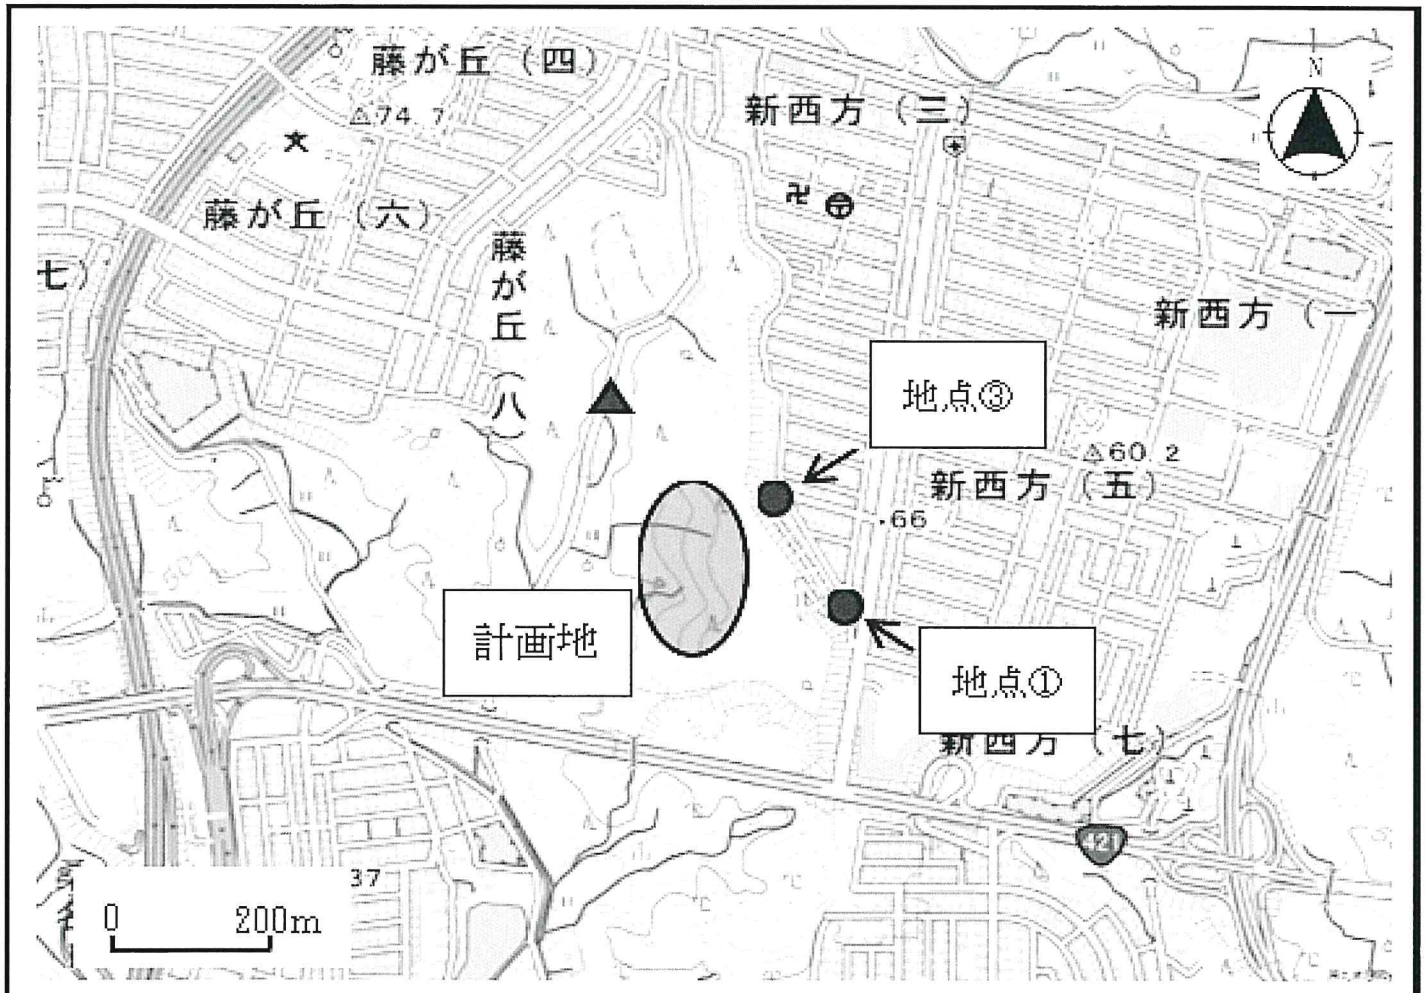 藤が丘(四)
△74.7
新西方(三)
N
藤が丘(六)
七)
藤が丘(八)
新西方(一)
地点③
△60.2
新西方(五)
・66
計画地
地点①
新西方(七)
421
37
0 200m